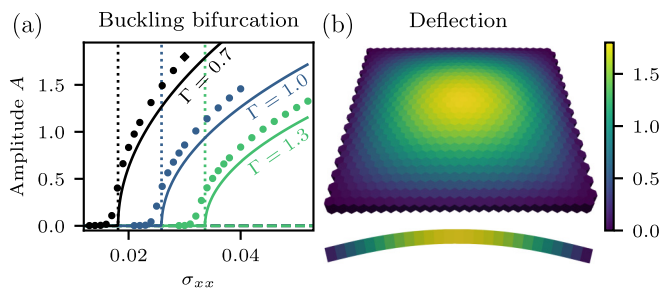 (a) Buckling bifurcation
Amplitude A
1.5
1.0
0.5
0.0
0.02 0.04
σxx
Γ = 0.7
Γ = 1.0
Γ = 1.3
(b) Deflection
1.5
1.0
0.5
0.0